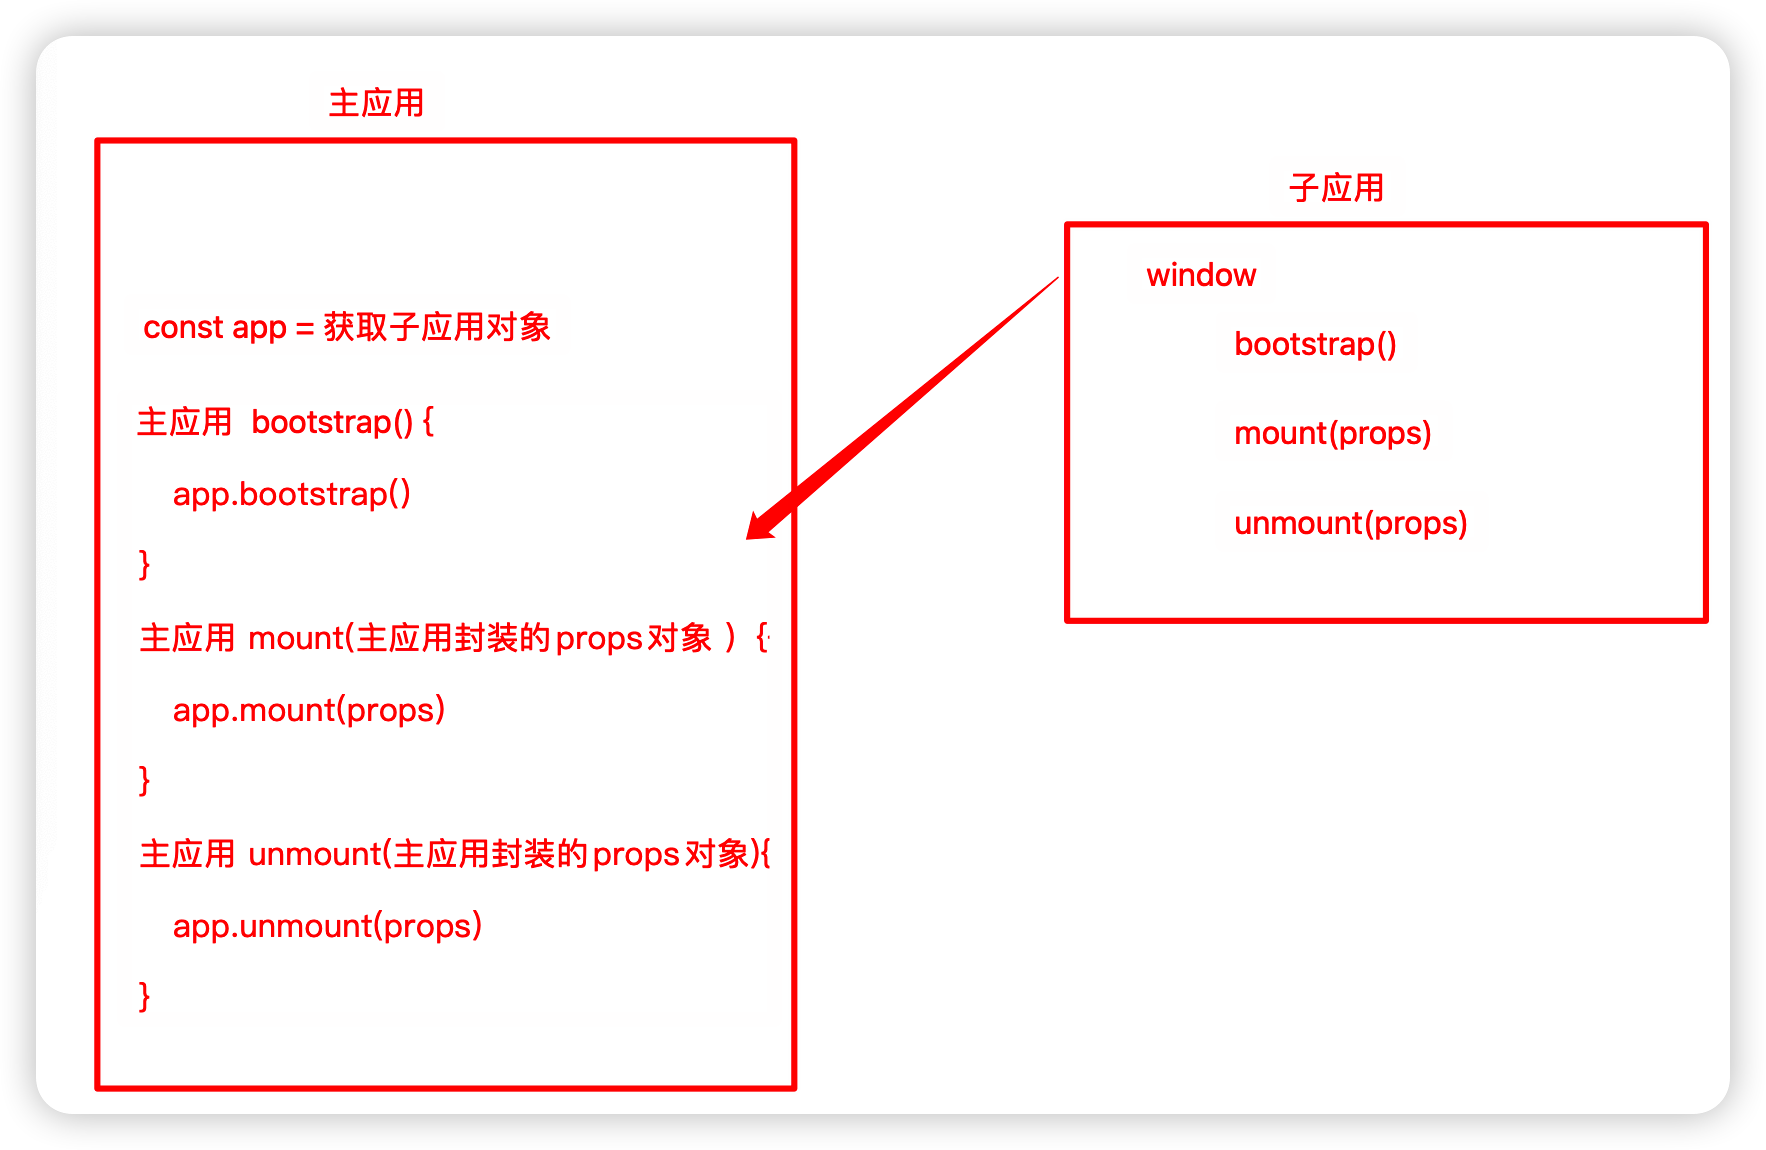 主应用
const app = 获取子应用对象
主应用 bootstrap() {
app.bootstrap()
}
主应用 mount(主应用封装的props对象 ） {
app.mount(props)
}
主应用 unmount(主应用封装的props对象){
app.unmount(props)
}
子应用
window
bootstrap()
mount(props)
unmount(props)